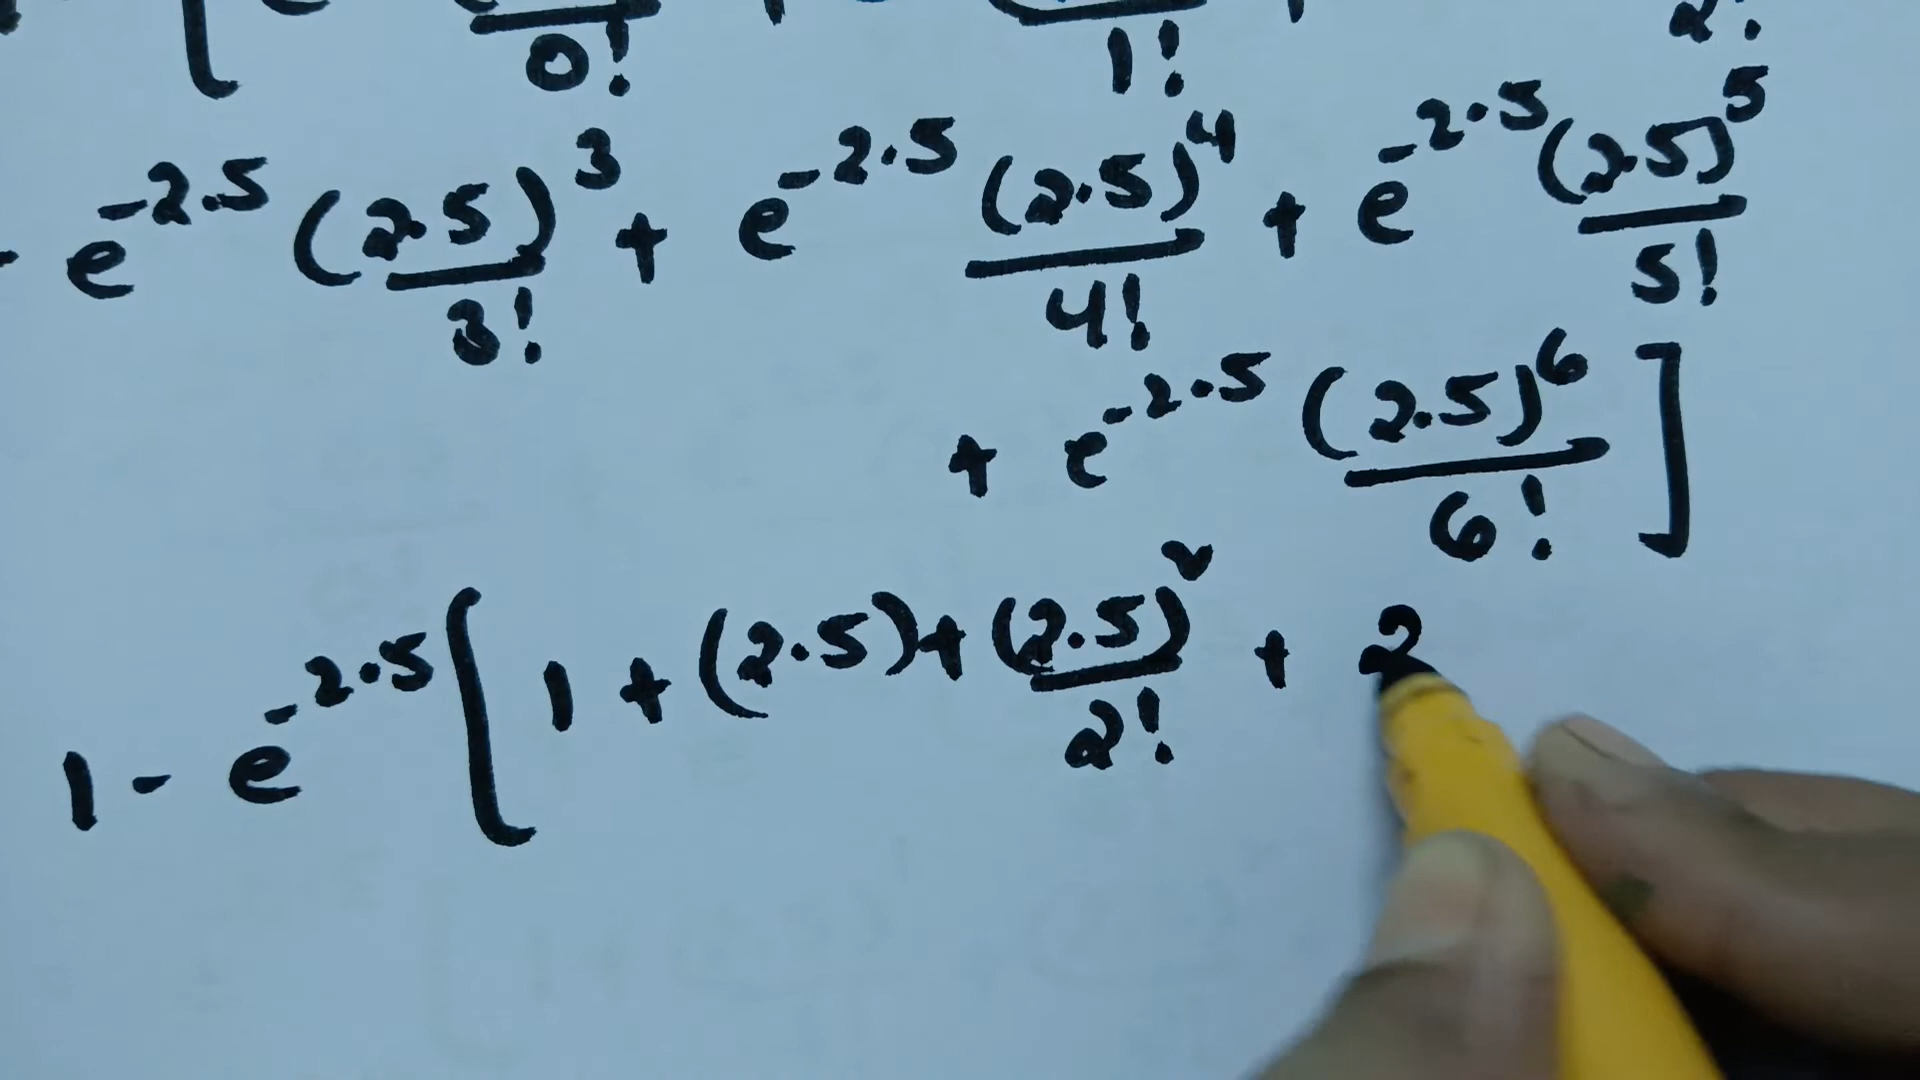 [ e 0! + 1! + 2!
e^{-2.5} (2.5)^3/3! + e^{-2.5} (2.5)^4/4! + e^{-2.5} (2.5)^5/5!
+ e^{-2.5} (2.5)^6/6! ]
1 - e^{-2.5} [ 1 + (2.5) + (2.5)^2/2! + 2